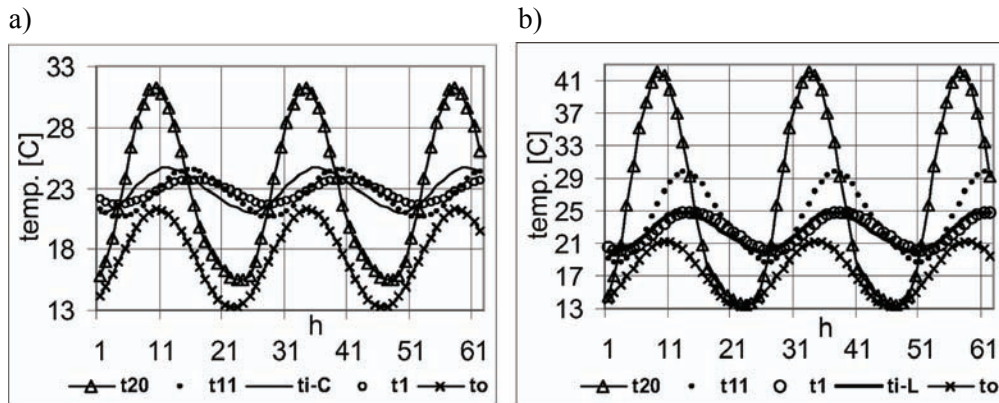 a)
33
28
23
18
13
temp. [C]
h
1 11 21 31 41 51 61
t20 t11 ti-C t1 to
b)
41
37
33
29
25
21
17
13
temp. [C]
h
1 11 21 31 41 51 61
t20 t11 t1 ti-L to